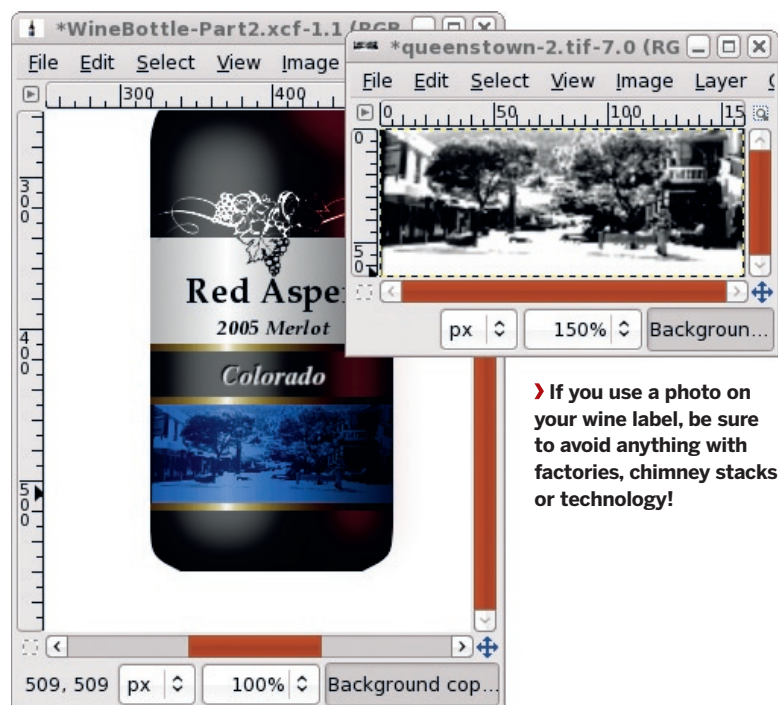 *WineBottle-Part2.xcf-1.1 (RGB
File Edit Select View Image
300 400
300
400
500
Red Aspe
2005 Merlot
Colorado
509, 509 px 100% Background cop...
*queenstown-2.tif-7.0 (RG
File Edit Select View Image Layer
0 50 100 15
0
50
px 150% Backgroun...
› If you use a photo on
your wine label, be sure
to avoid anything with
factories, chimney stacks
or technology!